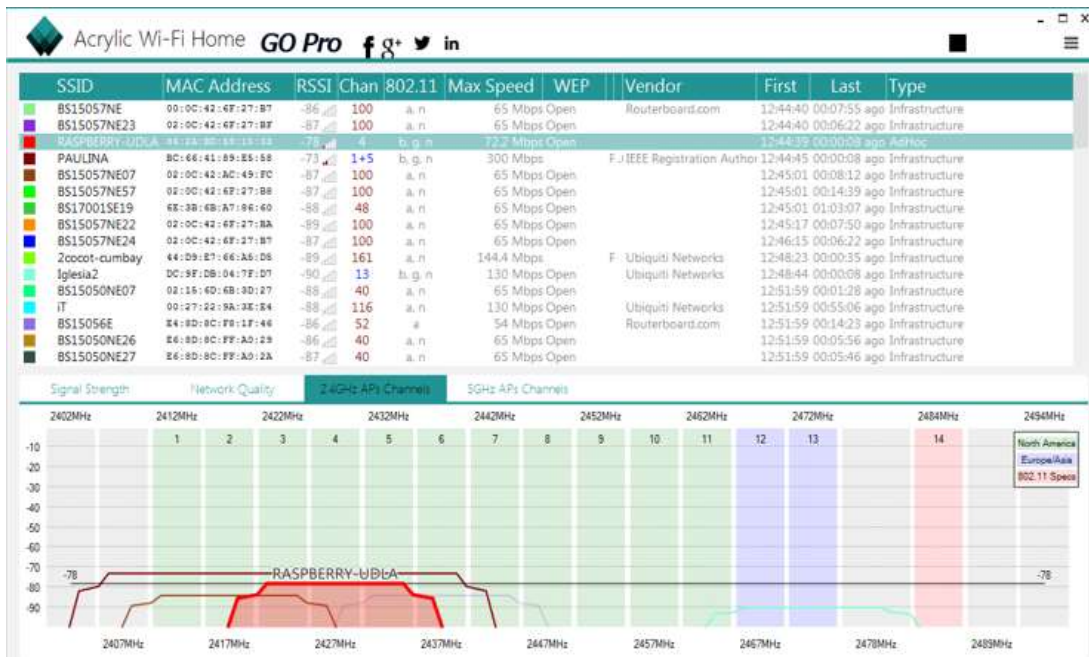 Acrylic Wi-Fi Home GO Pro f g+ in
SSID MAC Address RSSI Chan 802.11 Max Speed WEP Vendor First Last Type
BS15057NE 00:0C:42:6F:27:B7 -86 100 a, n 65 Mbps Open Routerboard.com 12:44:40 00:07:55 ago Infrastructure
BS15057NE23 02:0C:42:6F:27:BF -87 100 a, n 65 Mbps Open 12:44:40 00:06:22 ago Infrastructure
RASPBERRY-UDLA -78 4 b, g, n 72.2 Mbps Open 12:44:39 00:00:03 ago AdHoc
PAULINA BC:66:41:89:E5:58 -73 1+5 b, g, n 300 Mbps IEEE Registration Author 12:44:45 00:00:08 ago Infrastructure
BS15057NE07 02:0C:42:AC:49:FC -87 100 a, n 65 Mbps Open 12:45:01 00:08:12 ago Infrastructure
BS15057NE57 02:0C:42:6F:27:B8 -87 100 a, n 65 Mbps Open 12:45:01 00:14:39 ago Infrastructure
BS17001SE19 6E:3B:6B:A7:86:60 -88 48 a, n 65 Mbps Open 12:45:01 01:03:07 ago Infrastructure
BS15057NE22 02:0C:42:6F:27:BA -89 100 a, n 65 Mbps Open 12:45:17 00:07:50 ago Infrastructure
BS15057NE24 02:0C:42:6F:27:B7 -87 100 a, n 65 Mbps Open 12:46:15 00:06:22 ago Infrastructure
2cocot-cumbay 44:D9:E7:66:A6:D8 -89 161 a, n 144.4 Mbps F Ubiquiti Networks 12:48:23 00:00:35 ago Infrastructure
Iglesia2 DC:9F:DB:04:7F:D7 -90 13 b, g, n 130 Mbps Open Ubiquiti Networks 12:48:44 00:00:08 ago Infrastructure
BS15050NE07 02:15:6D:6B:3D:27 -88 40 a, n 65 Mbps Open 12:51:59 00:01:28 ago Infrastructure
iT 00:27:22:9A:3E:E4 -88 116 a, n 130 Mbps Open Ubiquiti Networks 12:51:59 00:55:06 ago Infrastructure
BS15056E E4:8D:8C:F8:1F:46 -86 52 a 54 Mbps Open Routerboard.com 12:51:59 00:14:23 ago Infrastructure
BS15050NE26 E6:8D:8C:FF:A0:29 -86 40 a, n 65 Mbps Open 12:51:59 00:05:56 ago Infrastructure
BS15050NE27 E6:8D:8C:FF:A0:2A -87 40 a, n 65 Mbps Open 12:51:59 00:05:46 ago Infrastructure
Signal Strength Network Quality 2.4GHz APs Channels 5GHz APs Channels
2402MHz 2412MHz 2422MHz 2432MHz 2442MHz 2452MHz 2462MHz 2472MHz 2484MHz 2494MHz
1 2 3 4 5 6 7 8 9 10 11 12 13 14
North America
Europe/Asia
802.11 Specs
-10
-20
-30
-40
-50
-60
-70
-78 RASPBERRY-UDLA -78
-80
-90
2407MHz 2417MHz 2427MHz 2437MHz 2447MHz 2457MHz 2467MHz 2478MHz 2489MHz